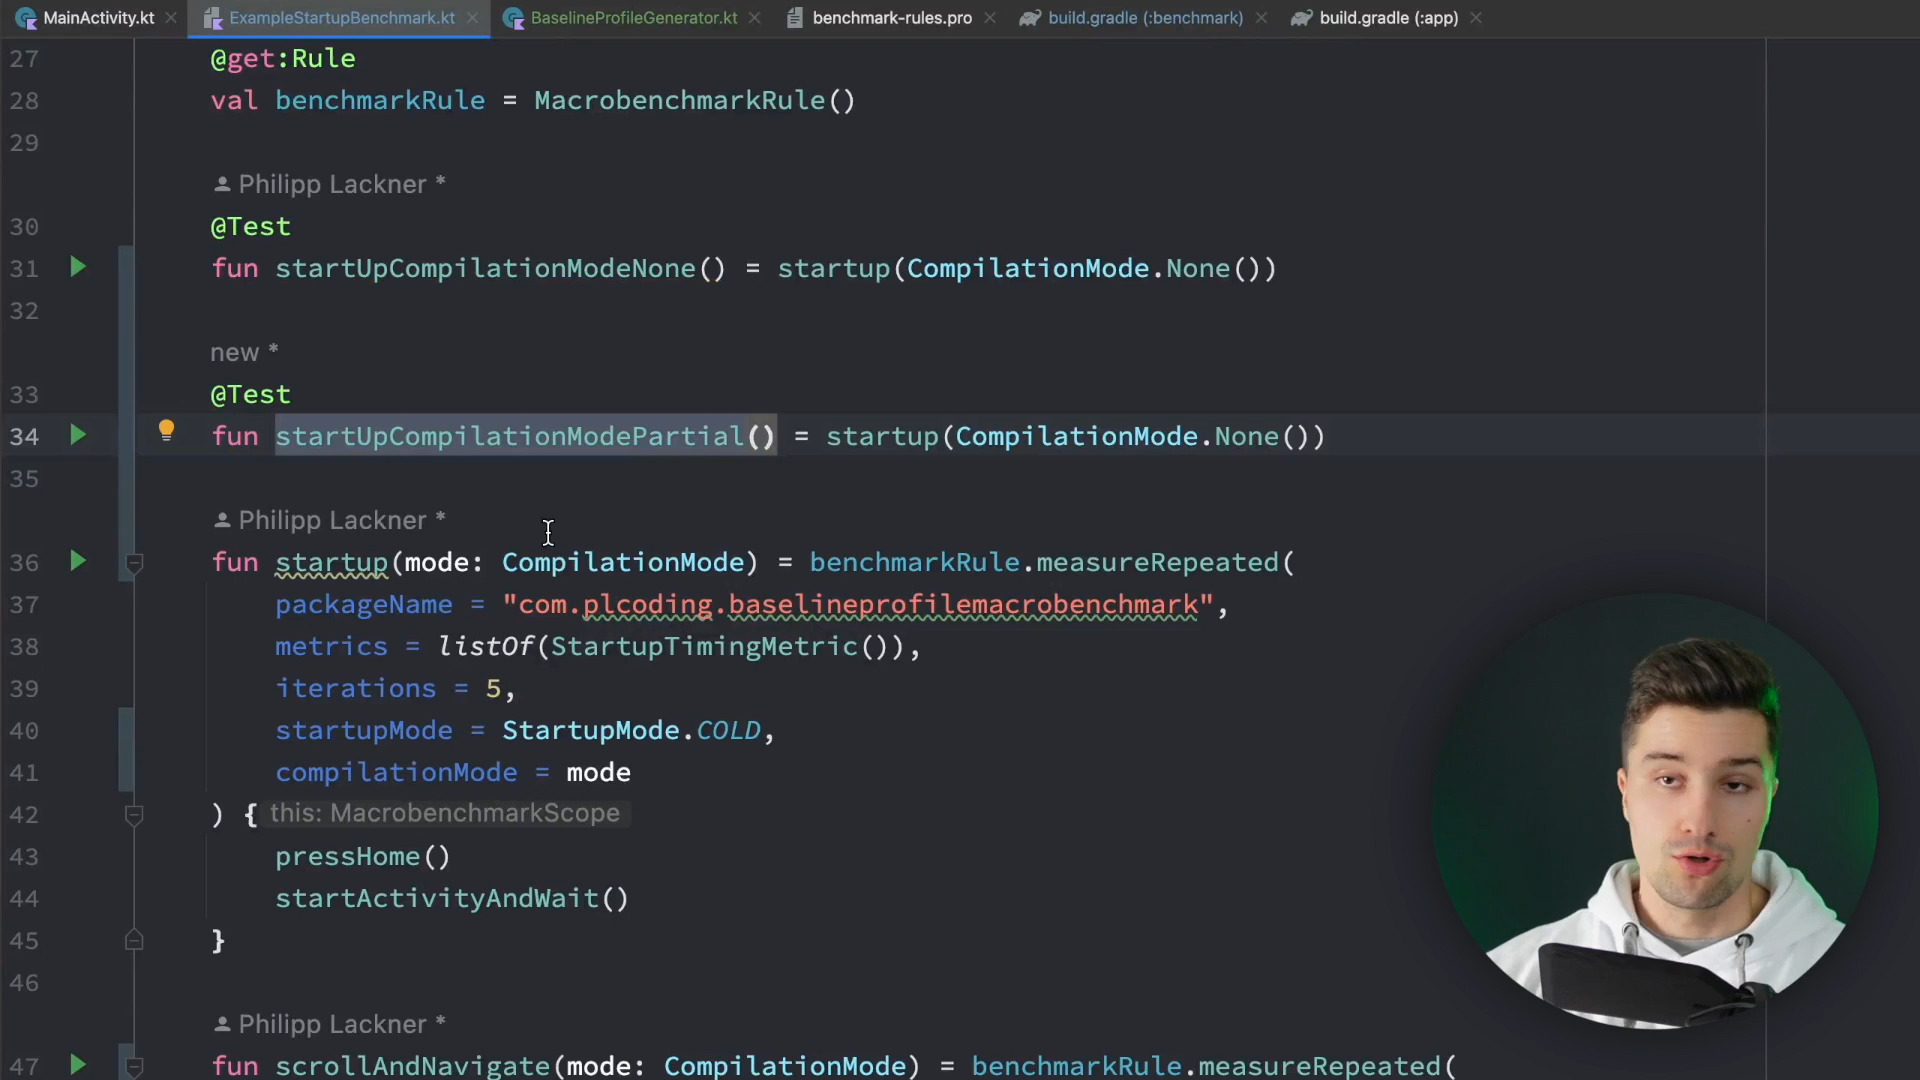 MainActivity.kt
ExampleStartupBenchmark.kt
BaselineProfileGenerator.kt
benchmark-rules.pro
build.gradle (:benchmark)
build.gradle (:app)
27 @get:Rule
28 val benchmarkRule = MacrobenchmarkRule()
29
Philipp Lackner *
30 @Test
31 fun startUpCompilationModeNone() = startup(CompilationMode.None())
32
new *
33 @Test
34 fun startUpCompilationModePartial() = startup(CompilationMode.None())
35
Philipp Lackner *
36 fun startup(mode: CompilationMode) = benchmarkRule.measureRepeated(
37 packageName = "com.plcoding.baselineprofilemacrobenchmark",
38 metrics = listOf(StartupTimingMetric()),
39 iterations = 5,
40 startupMode = StartupMode.COLD,
41 compilationMode = mode
42 ) { this: MacrobenchmarkScope
43 pressHome()
44 startActivityAndWait()
45 }
46
Philipp Lackner *
47 fun scrollAndNavigate(mode: CompilationMode) = benchmarkRule.measureRepeated(